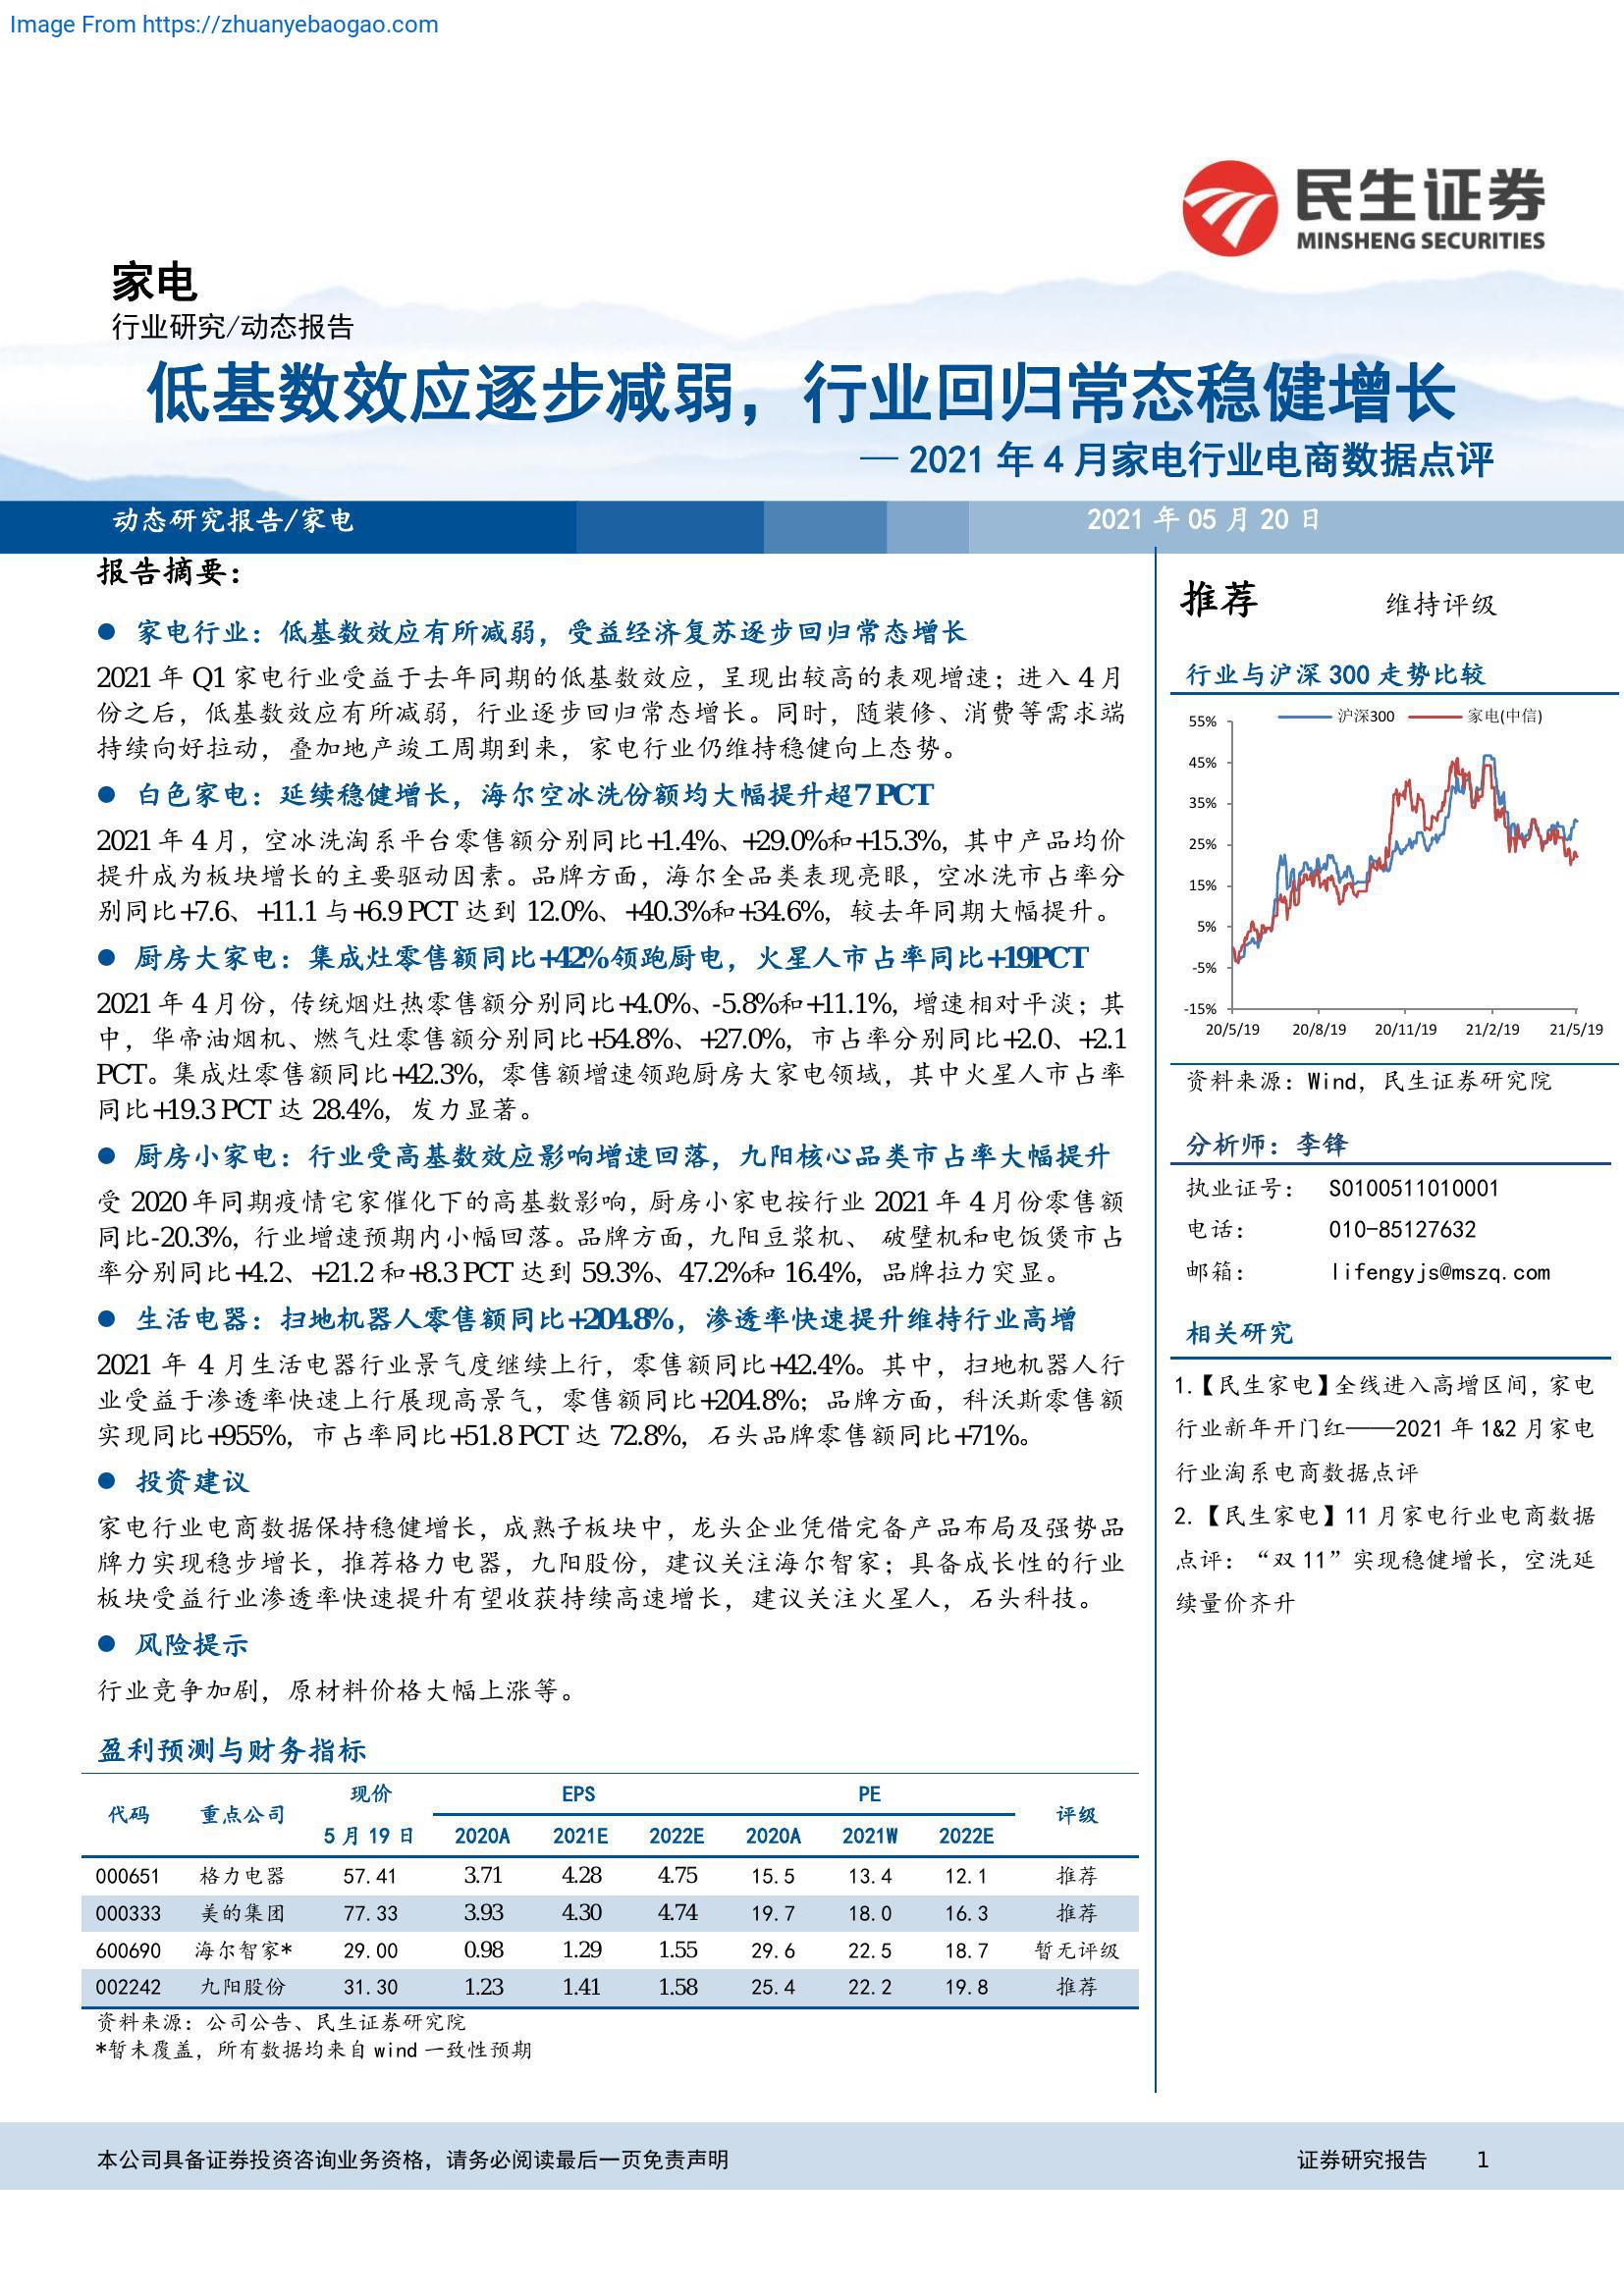 Image From https://zhuanyebaogao.com
民生证券
MINSHENG SECURITIES
家电
行业研究/动态报告
低基数效应逐步减弱，行业回归常态稳健增长
— 2021 年 4 月家电行业电商数据点评
动态研究报告/家电
2021 年 05 月 20 日
报告摘要：
● 家电行业：低基数效应有所减弱，受益经济复苏逐步回归常态增长
2021 年 Q1 家电行业受益于去年同期的低基数效应，呈现出较高的表观增速；进入 4 月
份之后，低基数效应有所减弱，行业逐步回归常态增长。同时，随装修、消费等需求端
持续向好拉动，叠加地产竣工周期到来，家电行业仍维持稳健向上态势。
● 白色家电：延续稳健增长，海尔空冰洗份额均大幅提升超 7 PCT
2021 年 4 月，空冰洗淘系平台零售额分别同比+1.4%、+29.0%和+15.3%，其中产品均价
提升成为板块增长的主要驱动因素。品牌方面，海尔全品类表现亮眼，空冰洗市占率分
别同比+7.6、+11.1 与+6.9 PCT 达到 12.0%、+40.3%和+34.6%，较去年同期大幅提升。
● 厨房大家电：集成灶零售额同比+42%领跑厨电，火星人市占率同比+19PCT
2021 年 4 月份，传统烟灶热零售额分别同比+4.0%、-5.8%和+11.1%，增速相对平淡；其
中，华帝油烟机、燃气灶零售额分别同比+54.8%、+27.0%，市占率分别同比+2.0、+2.1
PCT。集成灶零售额同比+42.3%，零售额增速领跑厨房大家电领域，其中火星人市占率
同比+19.3 PCT 达 28.4%，发力显著。
● 厨房小家电：行业受高基数效应影响增速回落，九阳核心品类市占率大幅提升
受 2020 年同期疫情宅家催化下的高基数影响，厨房小家电按行业 2021 年 4 月份零售额
同比-20.3%，行业增速预期内小幅回落。品牌方面，九阳豆浆机、 破壁机和电饭煲市占
率分别同比+4.2、+21.2 和+8.3 PCT 达到 59.3%、47.2%和 16.4%，品牌拉力突显。
● 生活电器：扫地机器人零售额同比+204.8%，渗透率快速提升维持行业高增
2021 年 4 月生活电器行业景气度继续上行，零售额同比+42.4%。其中，扫地机器人行
业受益于渗透率快速上行展现高景气，零售额同比+204.8%；品牌方面，科沃斯零售额
实现同比+955%，市占率同比+51.8 PCT 达 72.8%，石头品牌零售额同比+71%。
● 投资建议
家电行业电商数据保持稳健增长，成熟子板块中，龙头企业凭借完备产品布局及强势品
牌力实现稳步增长，推荐格力电器，九阳股份，建议关注海尔智家；具备成长性的行业
板块受益行业渗透率快速提升有望收获持续高速增长，建议关注火星人，石头科技。
● 风险提示
行业竞争加剧，原材料价格大幅上涨等。
盈利预测与财务指标
代码 重点公司 现价 EPS PE 评级
5 月 19 日 2020A 2021E 2022E 2020A 2021W 2022E
000651 格力电器 57.41 3.71 4.28 4.75 15.5 13.4 12.1 推荐
000333 美的集团 77.33 3.93 4.30 4.74 19.7 18.0 16.3 推荐
600690 海尔智家* 29.00 0.98 1.29 1.55 29.6 22.5 18.7 暂无评级
002242 九阳股份 31.30 1.23 1.41 1.58 25.4 22.2 19.8 推荐
资料来源：公司公告、民生证券研究院
*暂未覆盖，所有数据均来自 wind 一致性预期
推荐 维持评级
行业与沪深 300 走势比较
沪深300 家电(中信)
55%
45%
35%
25%
15%
5%
-5%
-15%
20/5/19 20/8/19 20/11/19 21/2/19 21/5/19
资料来源：Wind，民生证券研究院
分析师：李锋
执业证号： S0100511010001
电话： 010-85127632
邮箱： lifengyjs@mszq.com
相关研究
1.【民生家电】全线进入高增区间，家电
行业新年开门红——2021 年 1&2 月家电
行业淘系电商数据点评
2.【民生家电】11 月家电行业电商数据
点评：“双 11”实现稳健增长，空洗延
续量价齐升
本公司具备证券投资咨询业务资格，请务必阅读最后一页免责声明
证券研究报告 1